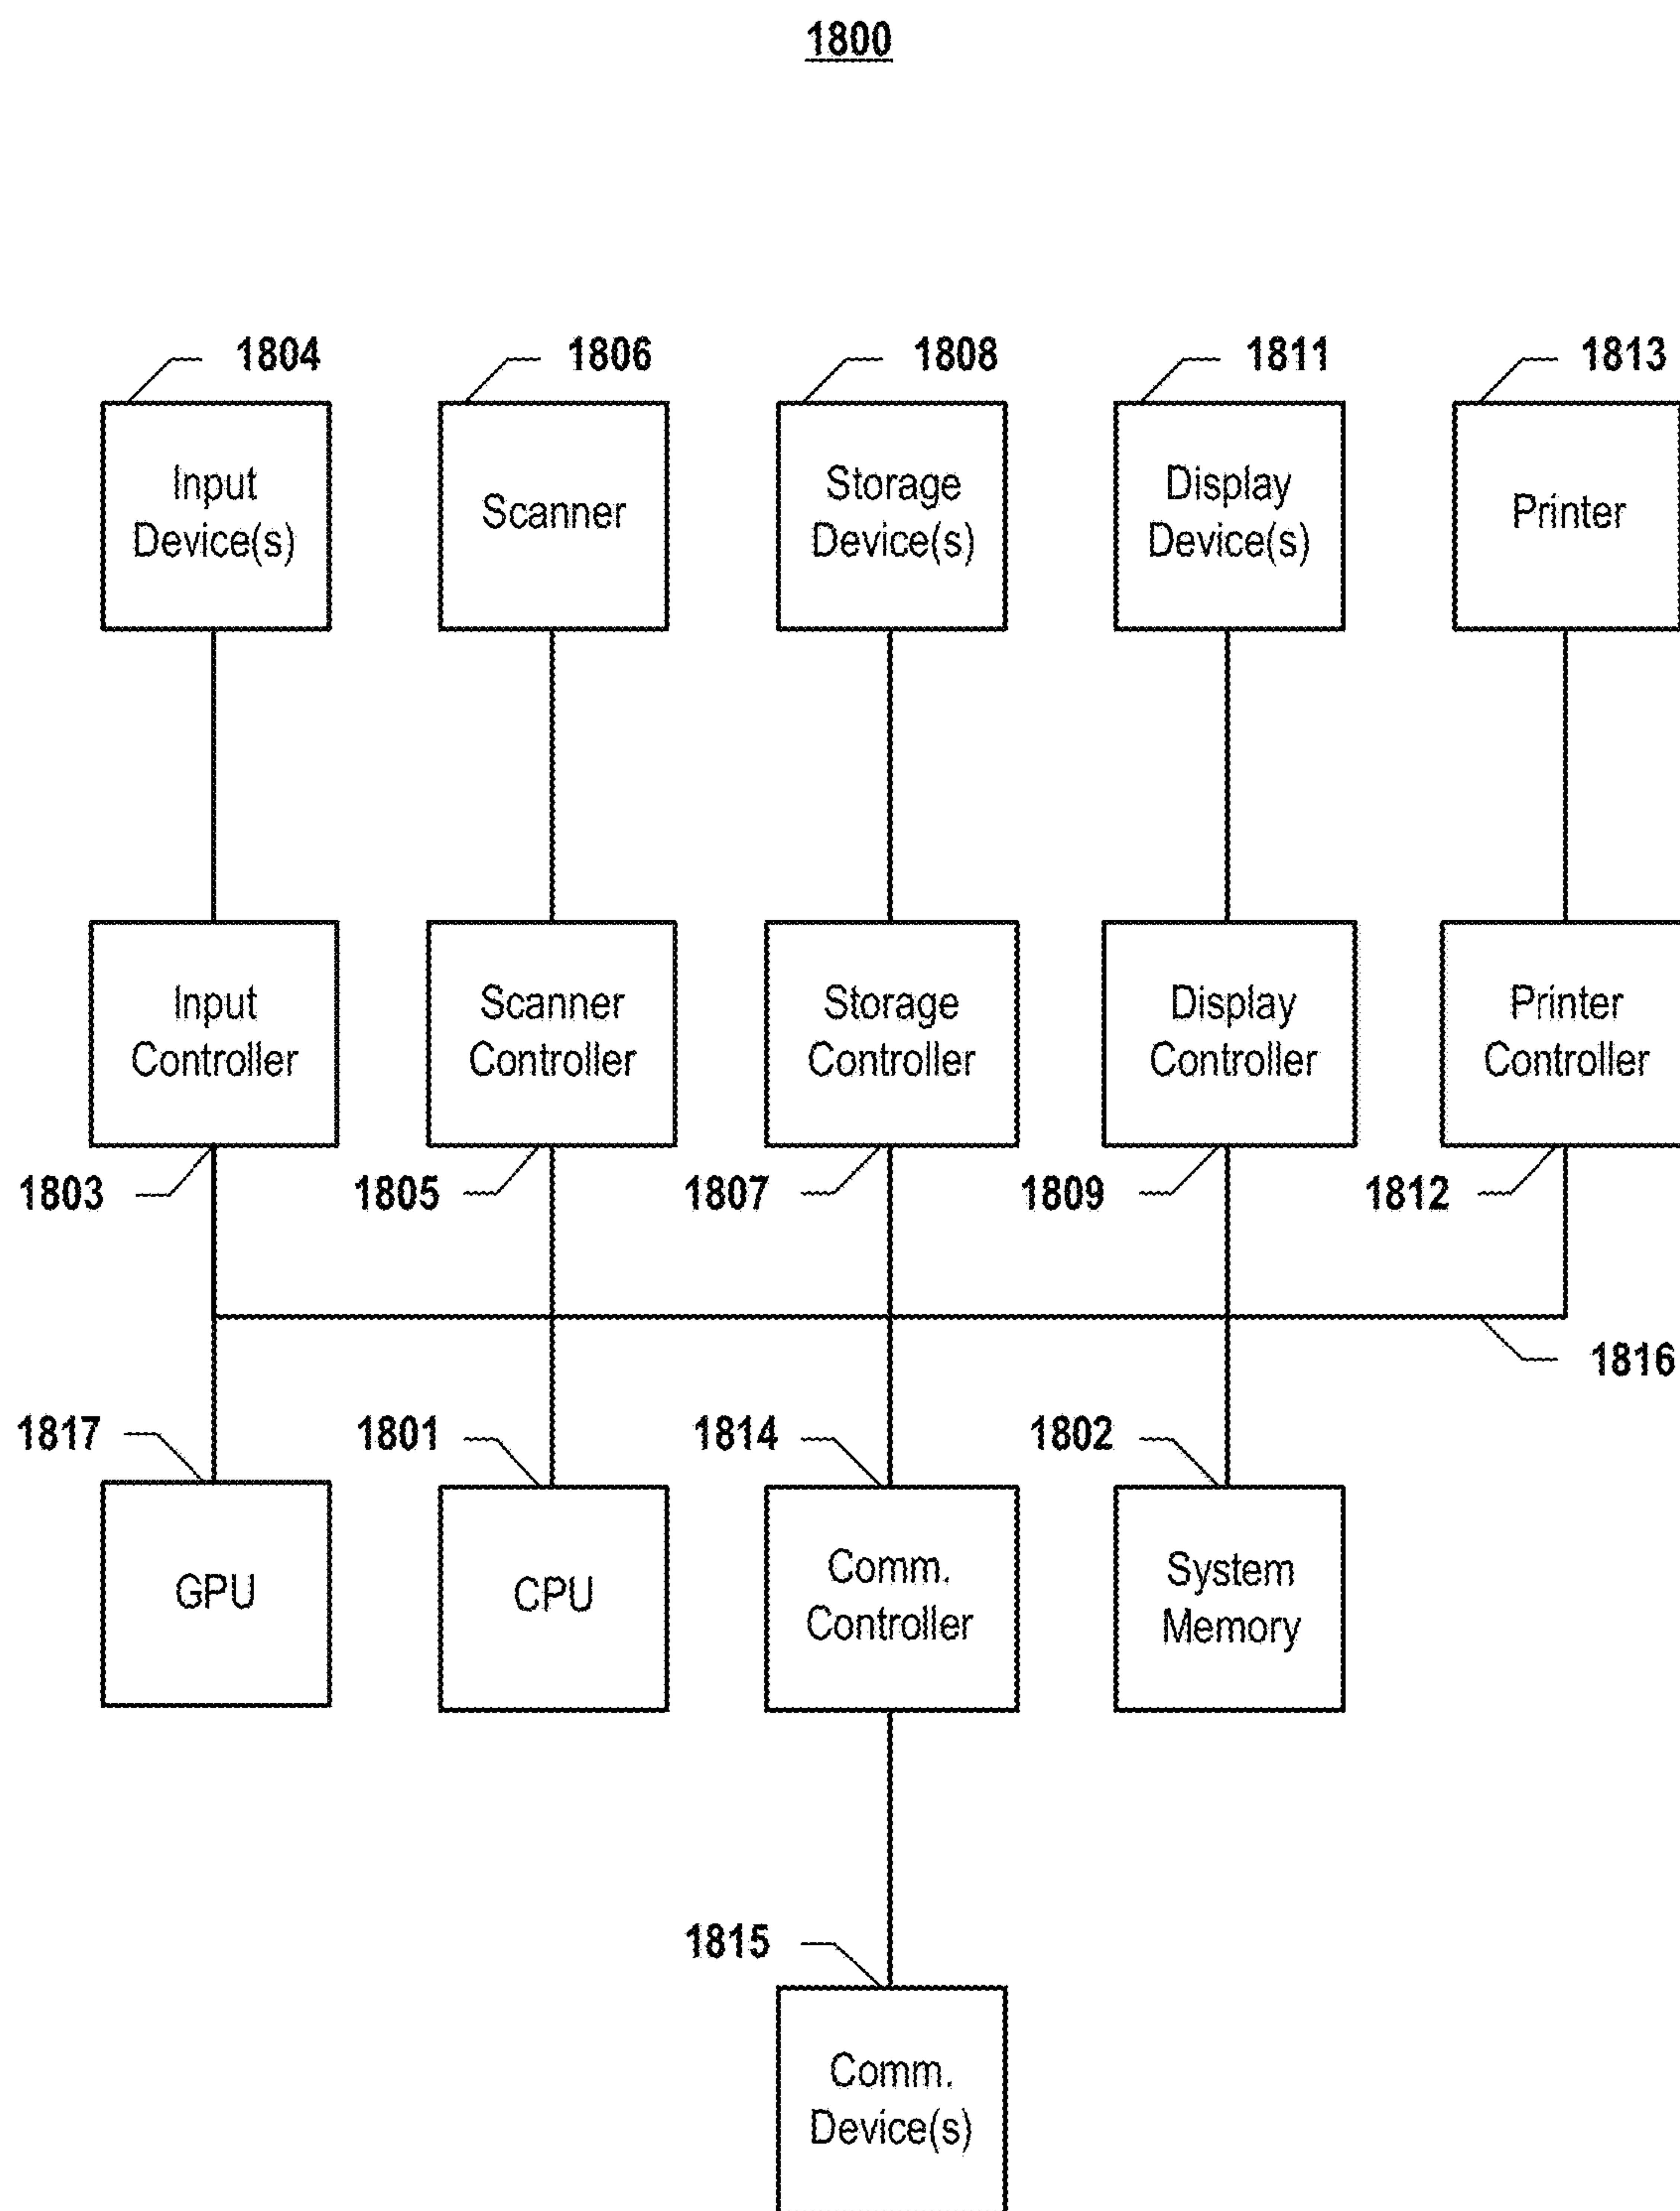 1800
1804
1806
1808
1811
1813
Input
Device(s)
Scanner
Storage
Device(s)
Display
Device(s)
Printer
Input
Controller
Scanner
Controller
Storage
Controller
Display
Controller
Printer
Controller
1803
1805
1807
1809
1812
1816
1817
1801
1814
1802
GPU
CPU
Comm.
Controller
System
Memory
1815
Comm.
Device(s)